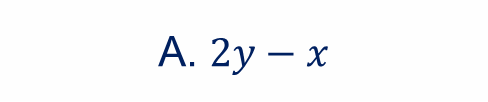 A. 2𝑦 − 𝑥